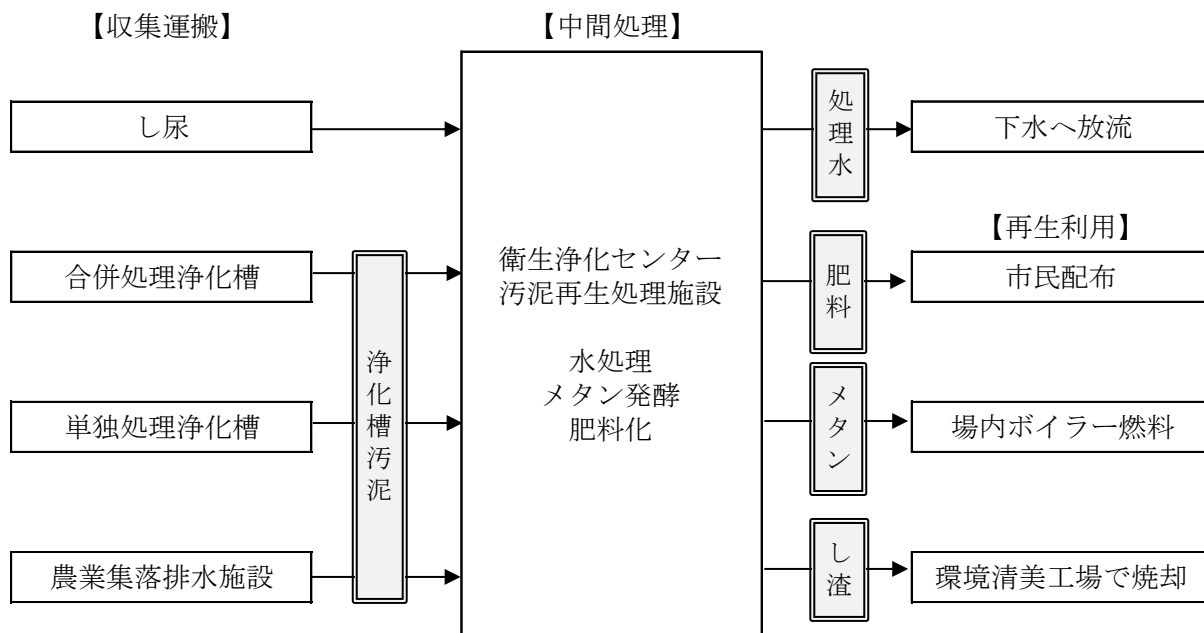 【収集運搬】
【中間処理】
し尿
合併処理浄化槽
単独処理浄化槽
農業集落排水施設
浄化槽汚泥
衛生浄化センター
汚泥再生処理施設
水処理
メタン発酵
肥料化
処理水
下水へ放流
【再生利用】
肥料
市民配布
メタン
場内ボイラー燃料
し渣
環境清美工場で焼却